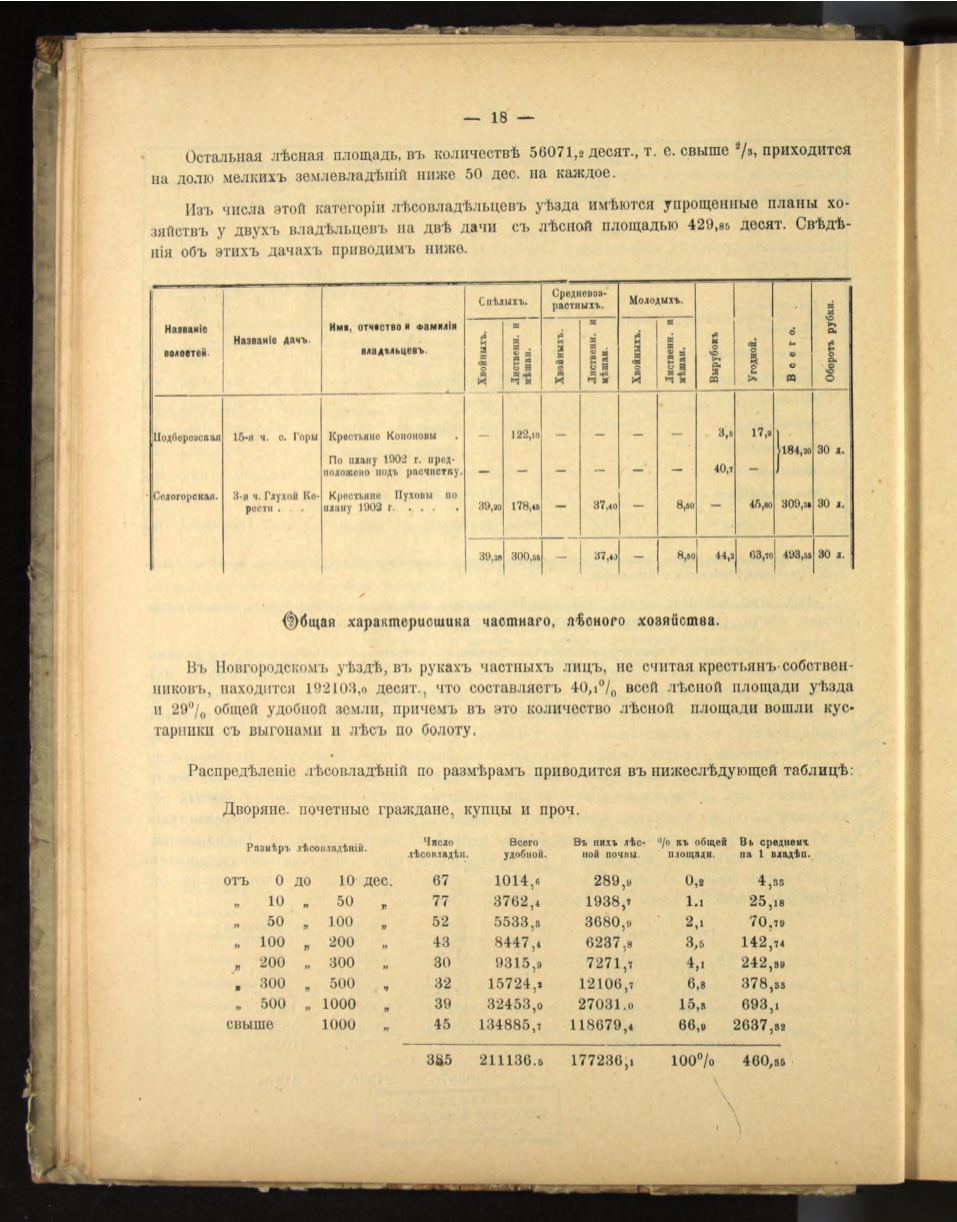 — 18 —
Остальная лѣсная площадь, въ количествѣ 56071,2 десят., т. е. свыше 2/3, приходится
на долю мелкихъ землевладѣній ниже 50 дес. на каждое.
Изъ числа этой категоріи лѣсовладѣльцевъ уѣзда имѣются упрощенные планы хо-
зяйствъ у двухъ владѣльцевъ на двѣ дачи съ лѣсной площадью 429,85 десят. Свѣдѣ-
нія объ этихъ дачахъ приводимъ ниже.
Названіе волостей. Названіе дачъ. Имя, отчество и фамилія владѣльцевъ. Спѣлыхъ. Средневоз-растныхъ. Молодыхъ. Вырубокъ Угодной. Всего. Оборотъ рубки.
Хвойныхъ. Лиственн. и мѣшан. Хвойныхъ. Лиственн. и мѣшан. Хвойныхъ. Лиственн. и мѣшан.
Подберезская 15-я ч. с. Горы Крестьяне Кононовы . — 122,10 — — — — 3,5 17,9
184,20 30 л.
По плану 1902 г. пред-
положено подъ расчистку. — — — — — — 40,7 —
Селогорская. 3-я ч. Глухой Ке- Крестьяне Пуховы по
рести . . . плану 1902 г. . . . . 39,20 178,45 — 37,40 — 8,50 — 45,80 309,35 30 л.
39,20 300,55 — 37,40 — 8,50 44,2 63,70 493,55 30 л.
Общая характеристика частнаго, лѣсного хозяйства.
Въ Новгородскомъ уѣздѣ, въ рукахъ частныхъ лицъ, не считая крестьянъ-собствен-
никовъ, находится 192103,0 десят., что составляетъ 40,1% всей лѣсной площади уѣзда
и 29% общей удобной земли, причемъ въ это количество лѣсной площади вошли кус-
тарники съ выгонами и лѣсъ по болоту.
Распредѣленіе лѣсовладѣній по размѣрамъ приводится въ нижеслѣдующей таблицѣ:
Дворяне. почетные граждане, купцы и проч.
Размѣръ лѣсовладѣній. Число лѣсовладѣн. Всего удобной. Въ нихъ лѣс-ной почвы. % къ общей площади. Въ среднемъ на 1 владѣн.
отъ 0 до 10 дес. 67 1014,6 289,9 0,2 4,33
„ 10 „ 50 „ 77 3762,4 1938,7 1,1 25,18
„ 50 „ 100 „ 52 5533,3 3680,9 2,1 70,79
„ 100 „ 200 „ 43 8447,4 6237,8 3,5 142,74
„ 200 „ 300 „ 30 9315,9 7271,7 4,1 242,39
„ 300 „ 500 „ 32 15724,2 12106,7 6,8 378,33
„ 500 „ 1000 „ 39 32453,0 27031.0 15,3 693,1
свыше 1000 „ 45 134885,7 118679,4 66,9 2637,32
385 211136.5 177236,1 100% 460,35